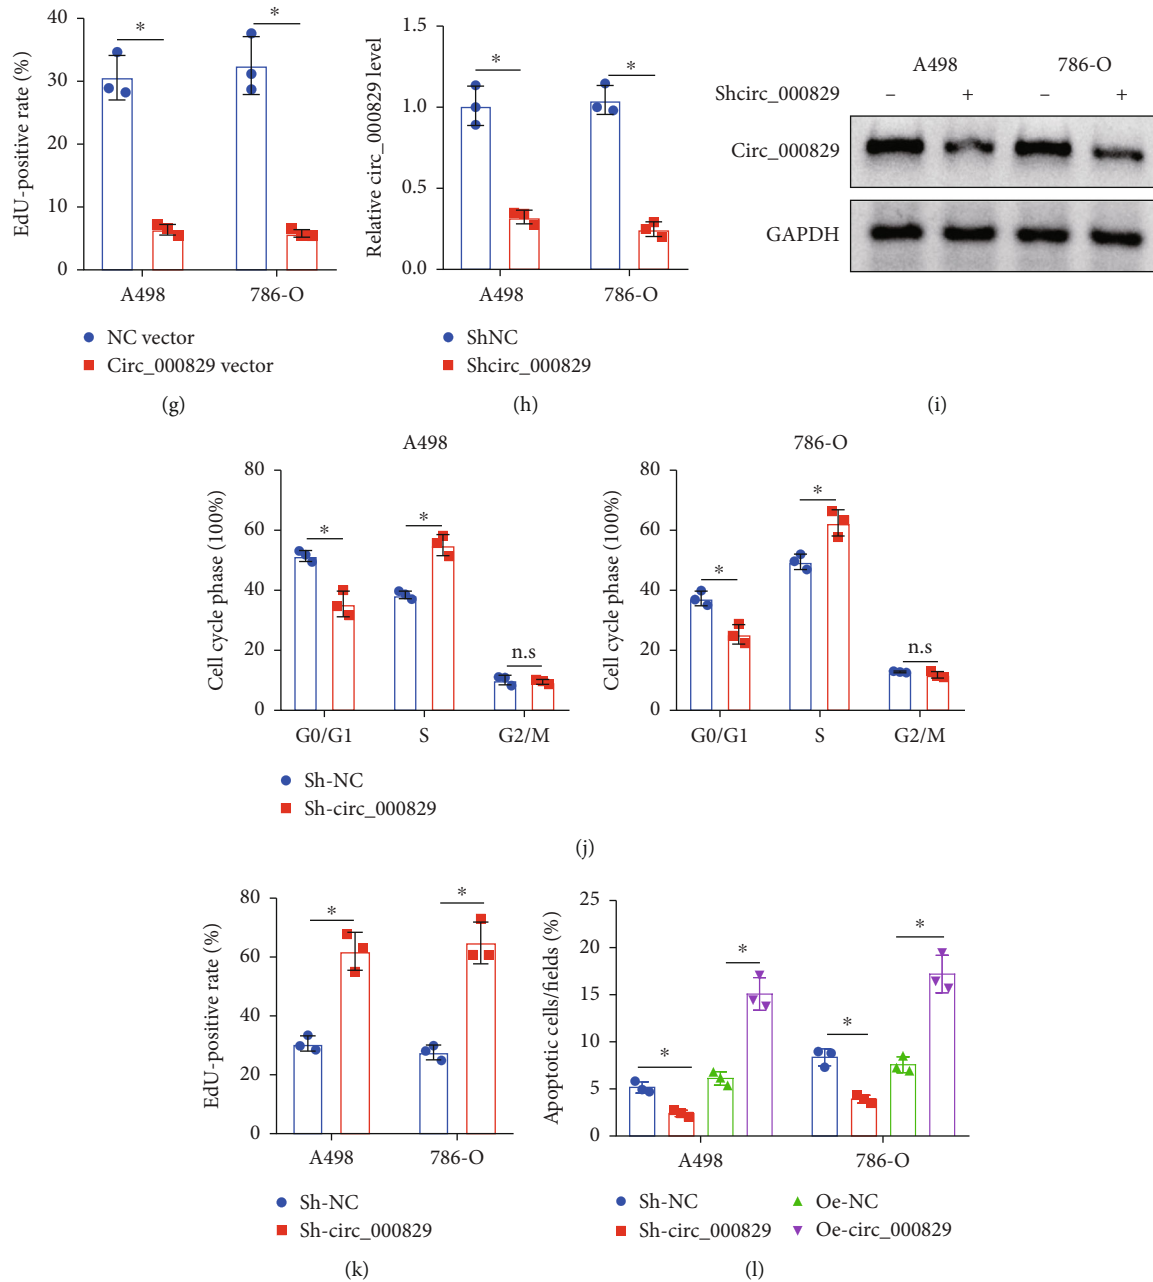 EdU-positive rate (%)
40
30
20
10
0
*
*
A498
786-O
NC vector
Circ_000829 vector
(g)
Relative circ_000829 level
1.5
1.0
0.5
0.0
*
*
A498
786-O
ShNC
Shcirc_000829
(h)
A498 786-O
Shcirc_000829 – + – +
Circ_000829
GAPDH
(i)
A498
Cell cycle phase (100%)
80
60
40
20
0
*
*
n.s
G0/G1 S G2/M
786-O
Cell cycle phase (100%)
80
60
40
20
0
*
*
n.s
G0/G1 S G2/M
Sh-NC
Sh-circ_000829
(j)
EdU-positive rate (%)
80
60
40
20
0
*
*
A498
786-O
Sh-NC
Sh-circ_000829
(k)
Apoptotic cells/fields (%)
25
20
15
10
5
0
*
*
*
*
A498
786-O
Sh-NC
Sh-circ_000829
Oe-NC
Oe-circ_000829
(l)